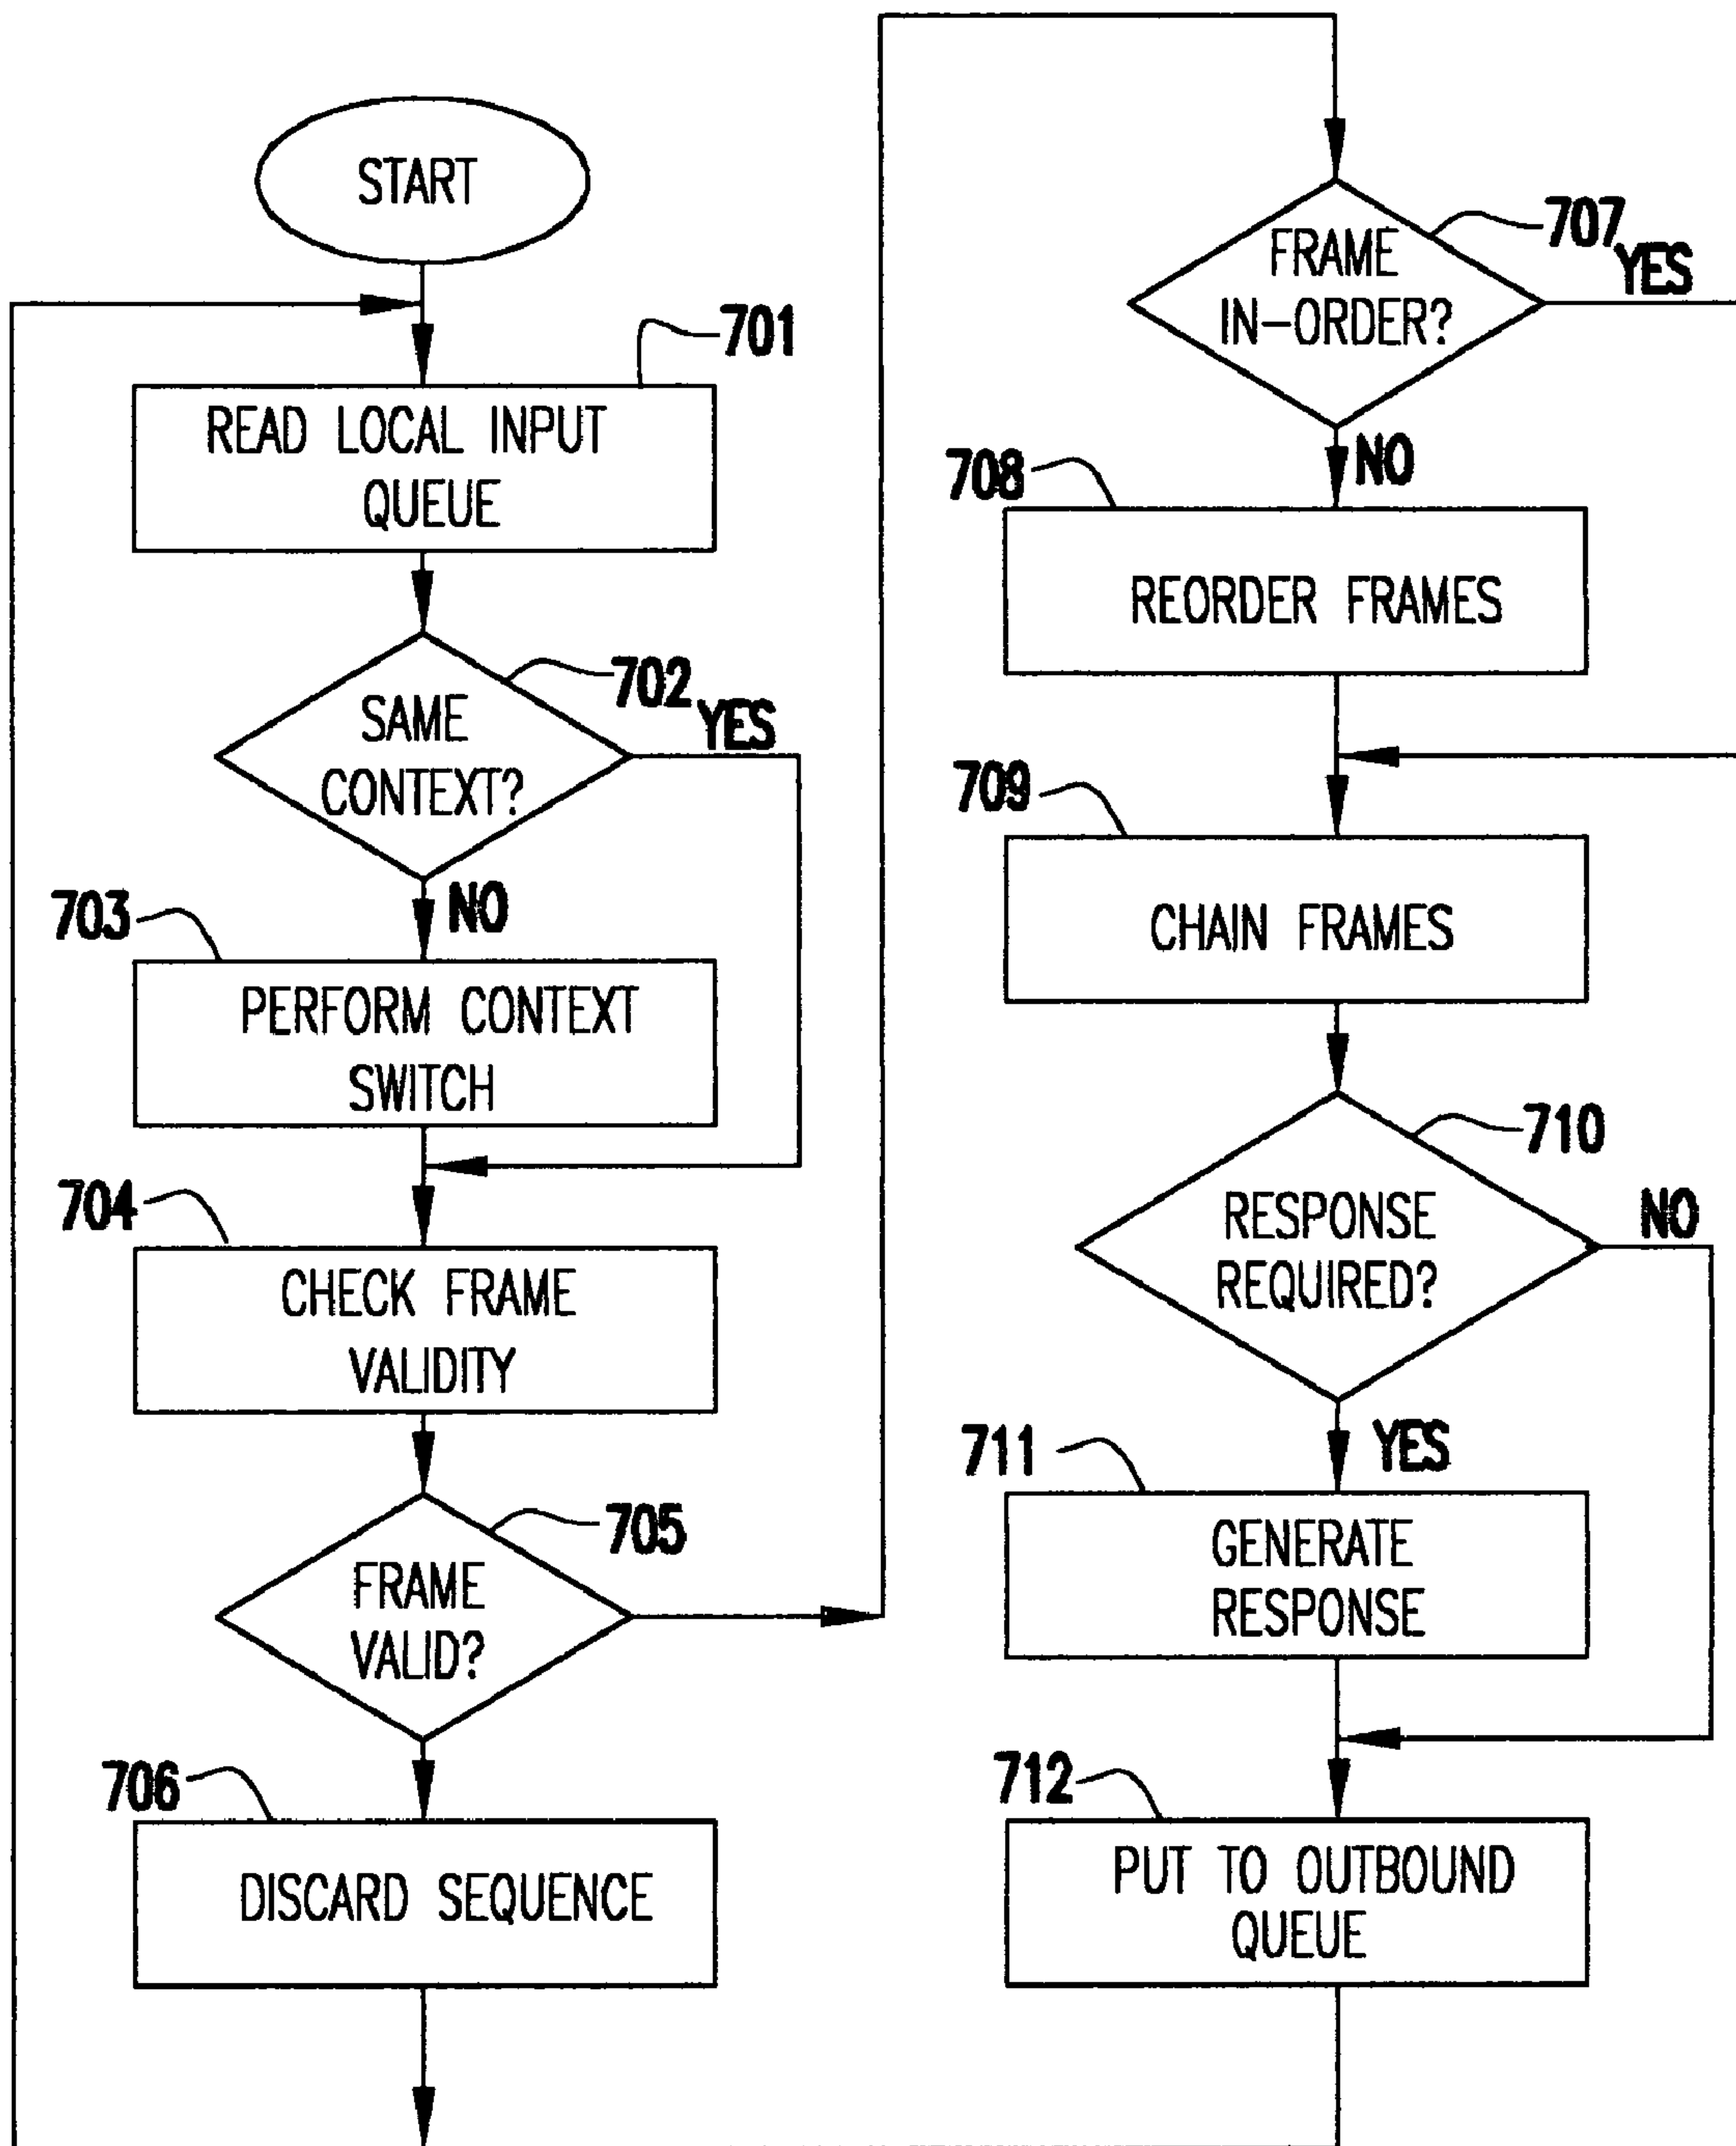 START
701
READ LOCAL INPUT
QUEUE
702
YES
SAME
CONTEXT?
NO
703
PERFORM CONTEXT
SWITCH
704
CHECK FRAME
VALIDITY
705
FRAME
VALID?
706
DISCARD SEQUENCE
707
YES
FRAME
IN-ORDER?
NO
708
REORDER FRAMES
709
CHAIN FRAMES
710
NO
RESPONSE
REQUIRED?
YES
711
GENERATE
RESPONSE
712
PUT TO OUTBOUND
QUEUE